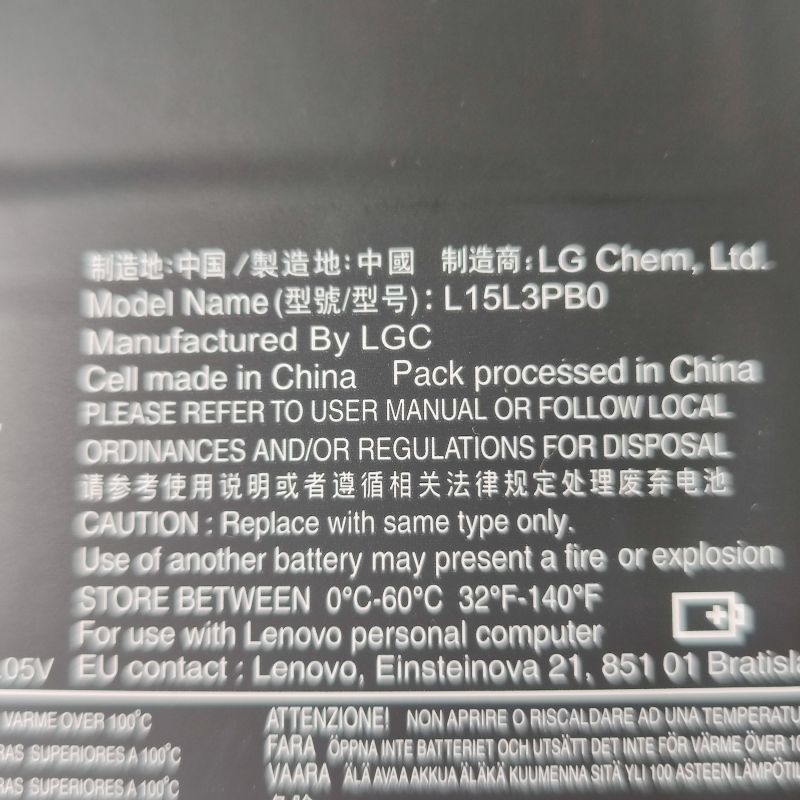 制造地:中国/製造地:中國 制造商:LG Chem, Ltd.
Model Name(型號/型号): L15L3PB0
Manufactured By LGC
Cell made in China Pack processed in China
PLEASE REFER TO USER MANUAL OR FOLLOW LOCAL
ORDINANCES AND/OR REGULATIONS FOR DISPOSAL
请参考使用说明或者遵循相关法律规定处理废弃电池
CAUTION : Replace with same type only.
Use of another battery may present a fire or explosion
STORE BETWEEN 0°C-60°C 32°F-140°F
For use with Lenovo personal computer
.05V EU contact : Lenovo, Einsteinova 21, 851 01 Bratisla
VARME OVER 100°C ATTENZIONE! NON APRIRE O RISCALDARE AD UNA TEMPERATU
RAS SUPERIORES A 100°C FARA ÖPPNA INTE BATTERIET OCH UTSÄTT DET INTE FÖR VÄRME ÖVER 10
RAS SUPERIORES A 100°C VAARA ÄLÄ AVAA AKKUA ÄLÄKÄ KUUMENNA SITÄ YLI 100 ASTEEN LÄMPÖTIL